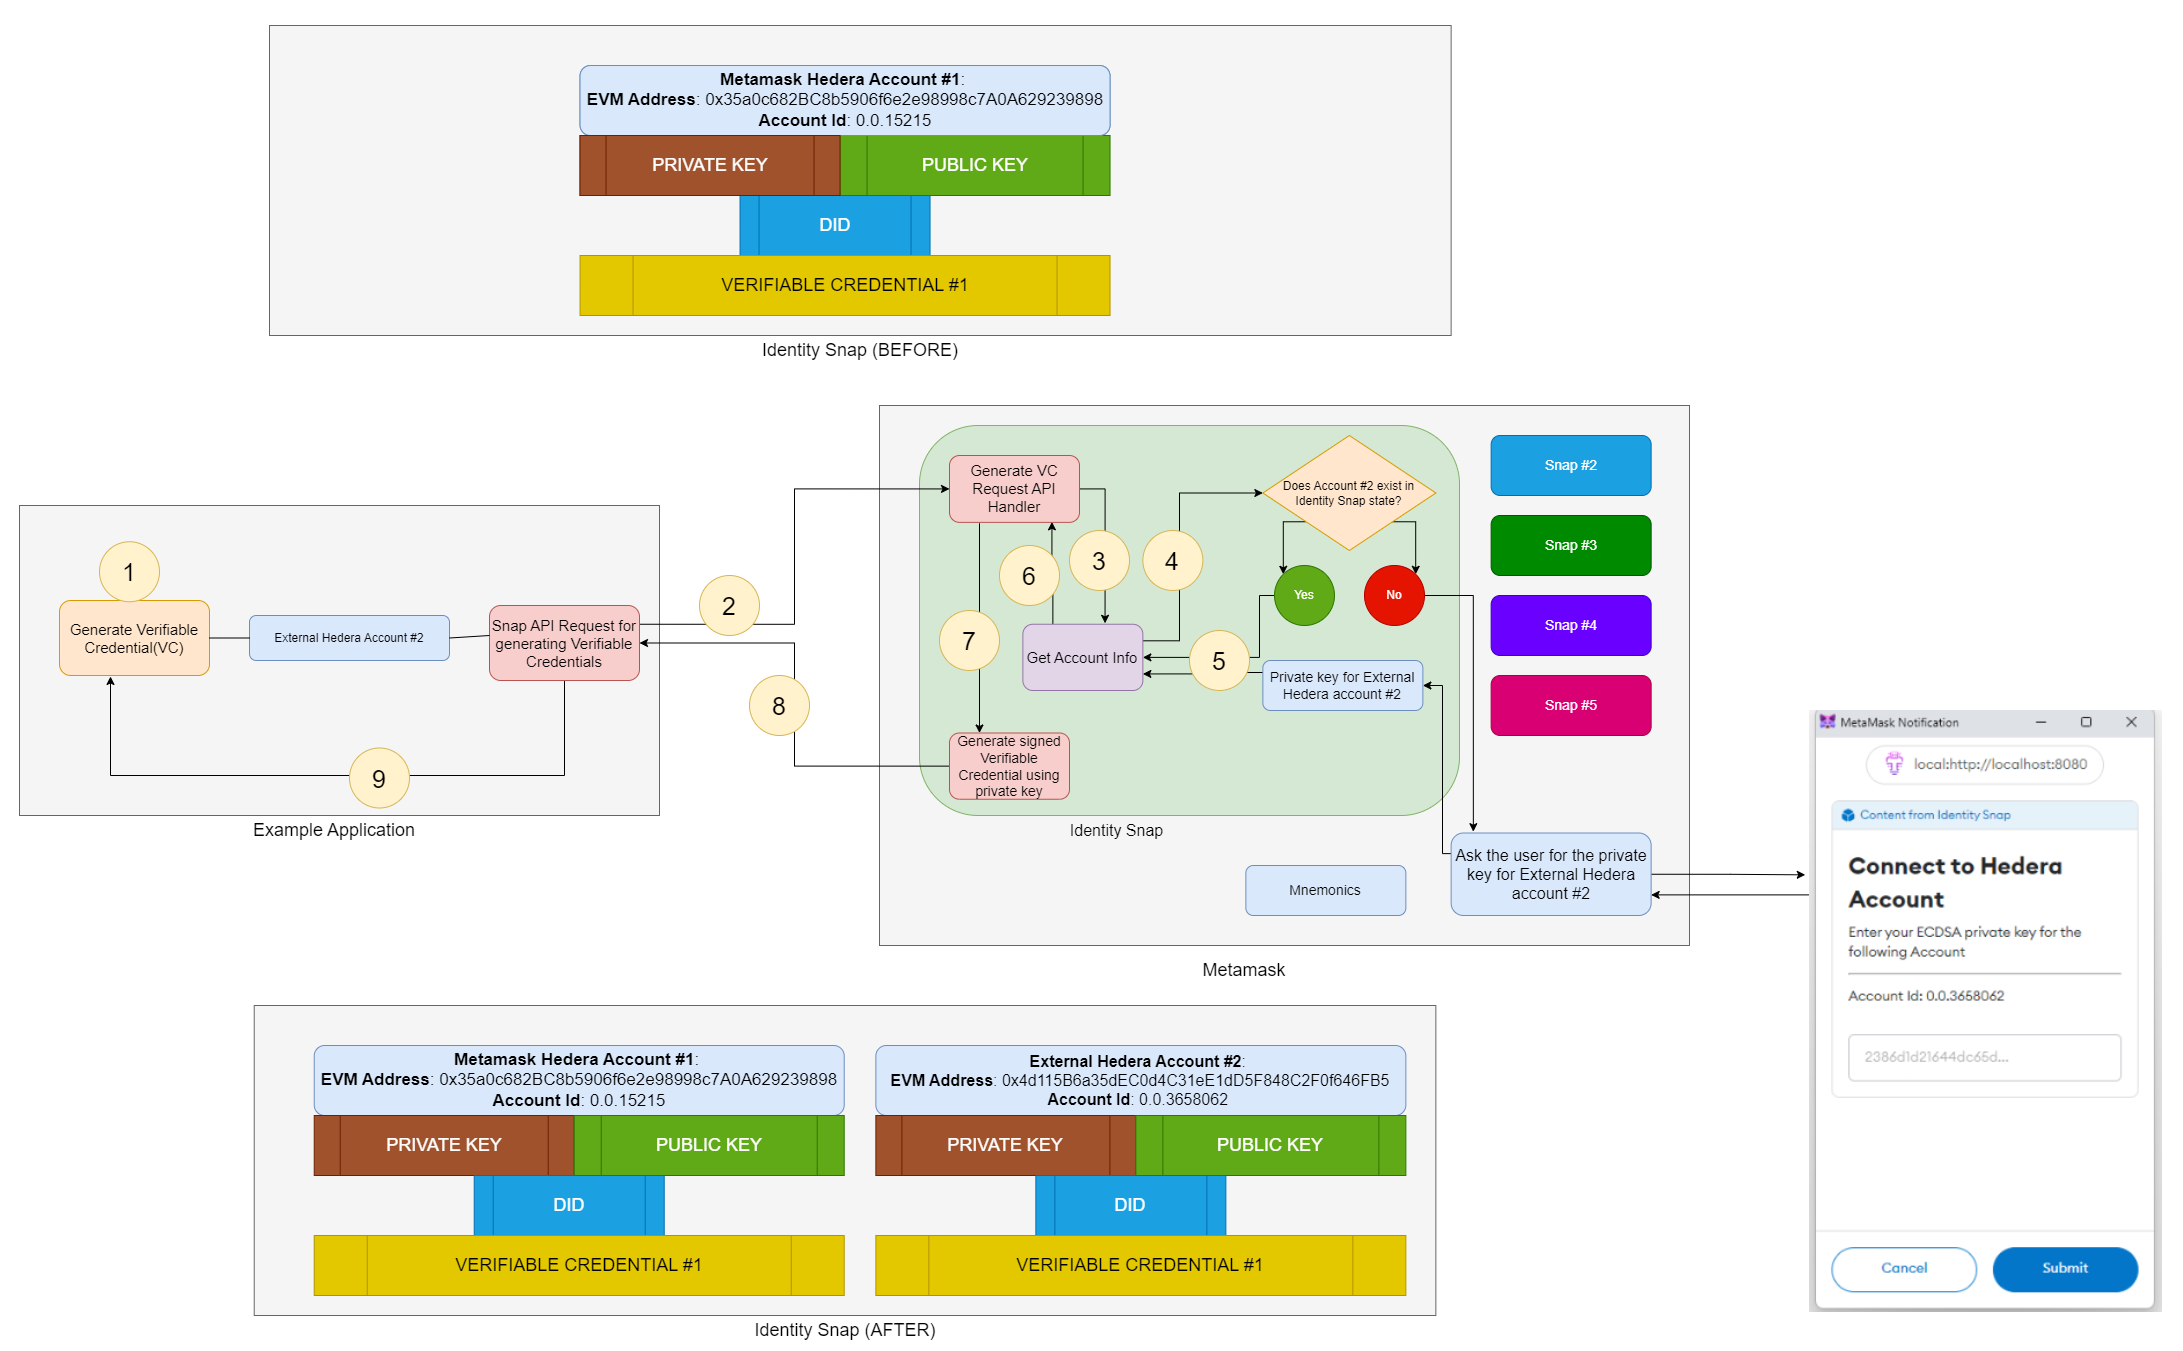 Metamask Hedera Account #1:
EVM Address: 0x35a0c682BC8b5906f6e2e98998c7A0A629239898
Account Id: 0.0.15215
PRIVATE KEY
PUBLIC KEY
DID
VERIFIABLE CREDENTIAL #1
Identity Snap (BEFORE)
1
Generate Verifiable
Credential(VC)
External Hedera Account #2
Snap API Request for
generating Verifiable
Credentials
9
Example Application
2
8
Generate VC
Request API
Handler
6
3
4
7
Get Account Info
5
Does Account #2 exist in
Identity Snap state?
Yes
No
Private key for External
Hedera account #2
Generate signed
Verifiable
Credential using
private key
Identity Snap
Snap #2
Snap #3
Snap #4
Snap #5
Mnemonics
Ask the user for the private
key for External Hedera
account #2
Metamask
MetaMask Notification
local:http://localhost:8080
Content from Identity Snap
Connect to Hedera
Account
Enter your ECDSA private key for the
following Account
Account Id: 0.0.3658062
2386d1d21644dc65d...
Cancel
Submit
Metamask Hedera Account #1:
EVM Address: 0x35a0c682BC8b5906f6e2e98998c7A0A629239898
Account Id: 0.0.15215
PRIVATE KEY
PUBLIC KEY
DID
VERIFIABLE CREDENTIAL #1
External Hedera Account #2:
EVM Address: 0x4d115B6a35dEC0d4C31eE1dD5F848C2F0f646FB5
Account Id: 0.0.3658062
PRIVATE KEY
PUBLIC KEY
DID
VERIFIABLE CREDENTIAL #1
Identity Snap (AFTER)